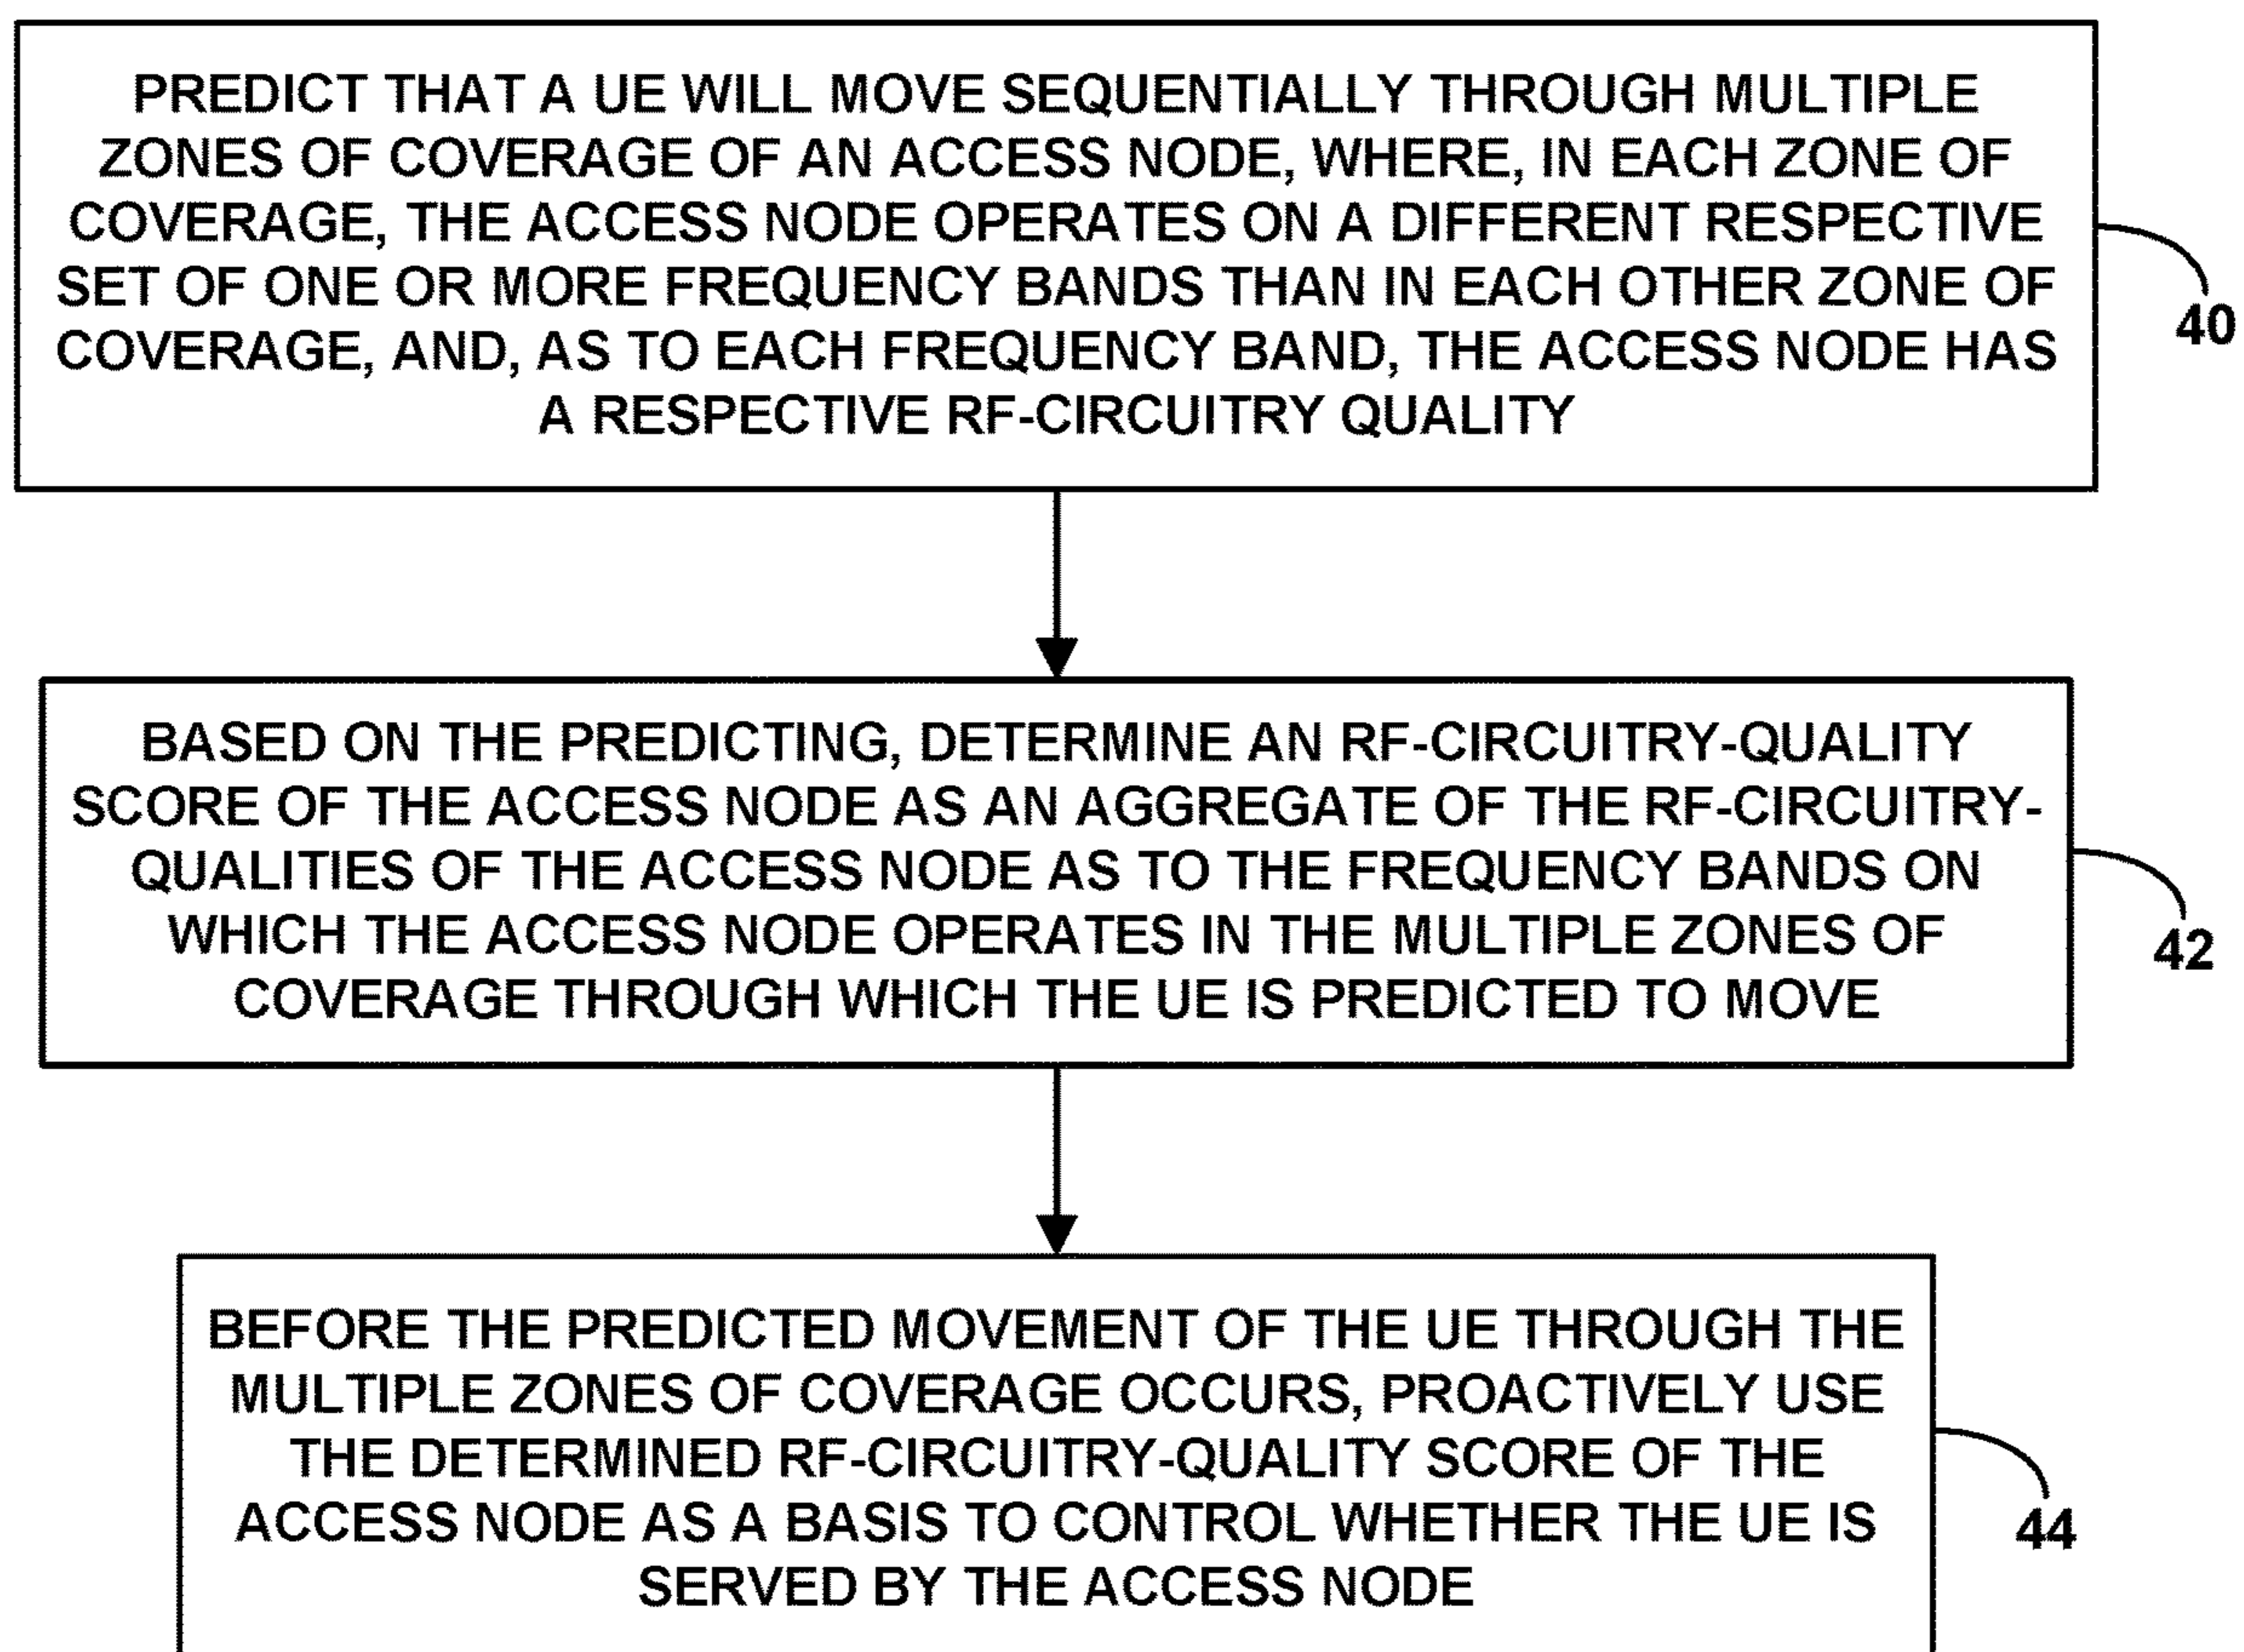 PREDICT THAT A UE WILL MOVE SEQUENTIALLY THROUGH MULTIPLE
ZONES OF COVERAGE OF AN ACCESS NODE, WHERE, IN EACH ZONE OF
COVERAGE, THE ACCESS NODE OPERATES ON A DIFFERENT RESPECTIVE
SET OF ONE OR MORE FREQUENCY BANDS THAN IN EACH OTHER ZONE OF
COVERAGE, AND, AS TO EACH FREQUENCY BAND, THE ACCESS NODE HAS
A RESPECTIVE RF-CIRCUITRY QUALITY
40
BASED ON THE PREDICTING, DETERMINE AN RF-CIRCUITRY-QUALITY
SCORE OF THE ACCESS NODE AS AN AGGREGATE OF THE RF-CIRCUITRY-
QUALITIES OF THE ACCESS NODE AS TO THE FREQUENCY BANDS ON
WHICH THE ACCESS NODE OPERATES IN THE MULTIPLE ZONES OF
COVERAGE THROUGH WHICH THE UE IS PREDICTED TO MOVE
42
BEFORE THE PREDICTED MOVEMENT OF THE UE THROUGH THE
MULTIPLE ZONES OF COVERAGE OCCURS, PROACTIVELY USE
THE DETERMINED RF-CIRCUITRY-QUALITY SCORE OF THE
ACCESS NODE AS A BASIS TO CONTROL WHETHER THE UE IS
SERVED BY THE ACCESS NODE
44